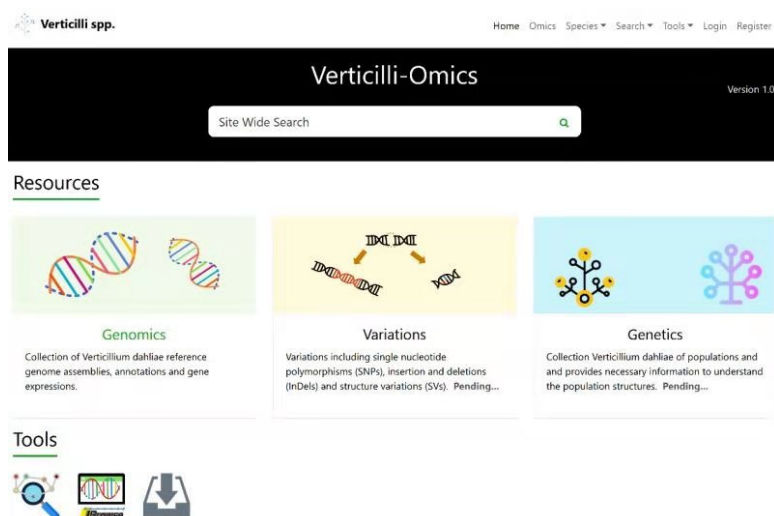 Verticilli spp.
Home Omics Species Search Tools Login Register
Verticilli-Omics
Version 1.0
Site Wide Search
Resources
Genomics
Collection of Verticillium dahliae reference
genome assemblies, annotations and gene
expressions.
Variations
Variations including single nucleotide
polymorphisms (SNPs), insertion and deletions
(InDels) and structure variations (SVs). Pending...
Genetics
Collection Verticillium dahliae of populations and
and provides necessary information to understand
the population structures. Pending...
Tools